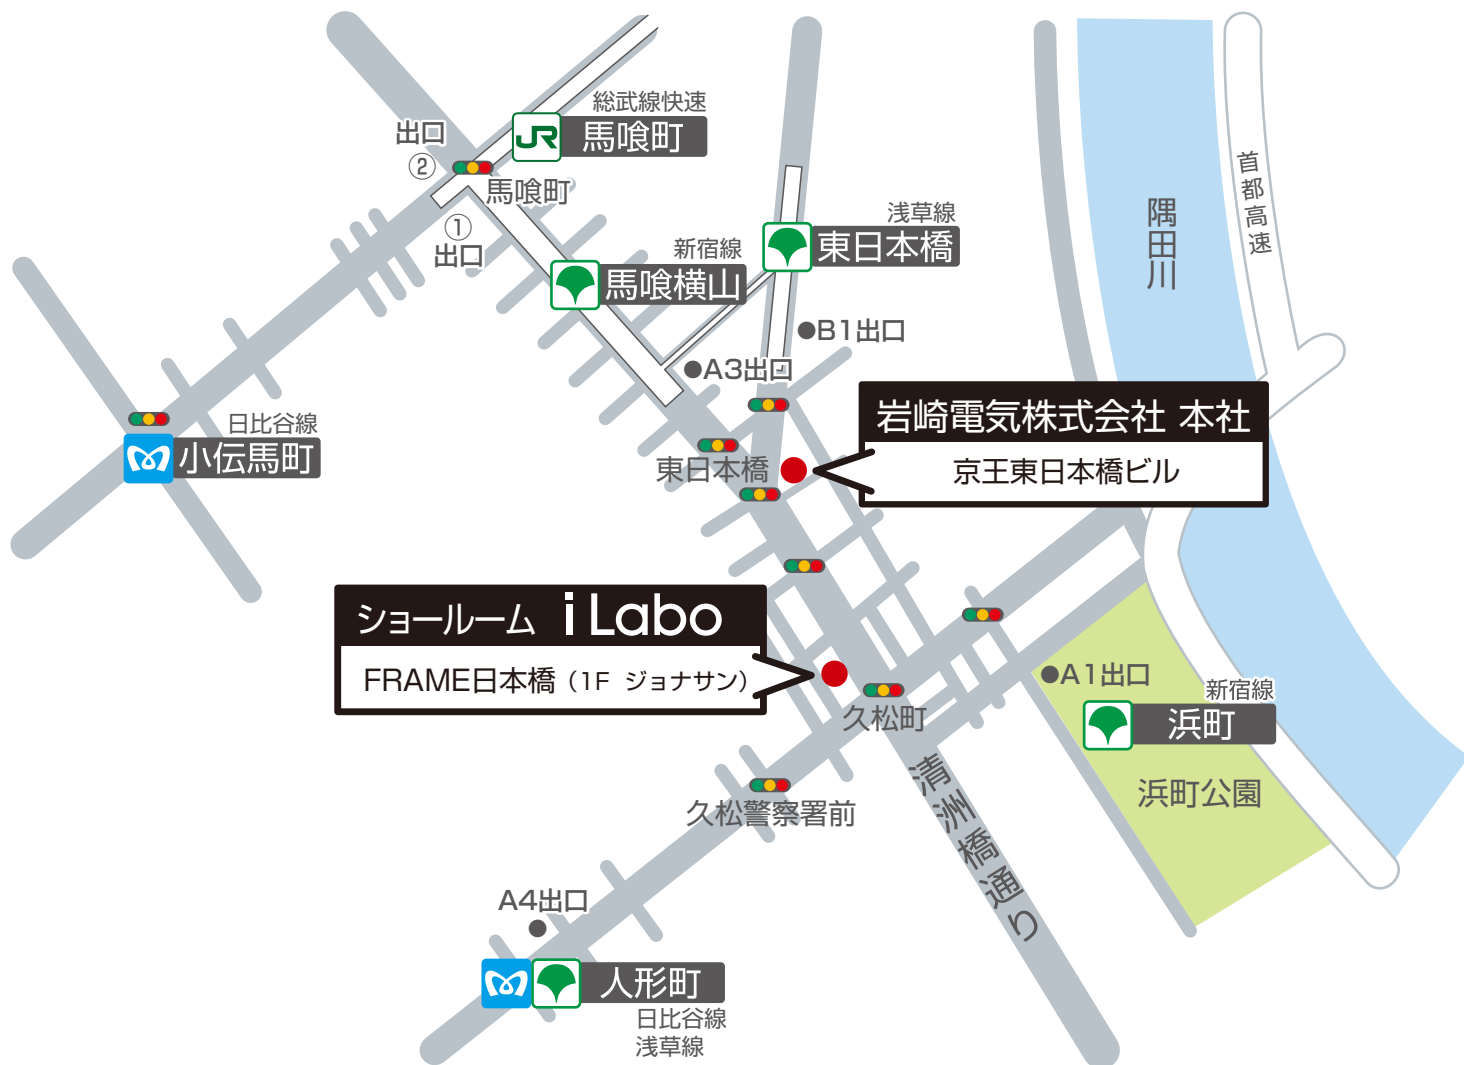 総武線快速
JR 馬喰町
出口
②
馬喰町
①
出口
新宿線
馬喰横山
浅草線
東日本橋
首都高速
隅田川
●B1出口
●A3出口
日比谷線
小伝馬町
東日本橋
岩崎電気株式会社 本社
京王東日本橋ビル
ショールーム i Labo
FRAME日本橋（1F ジョナサン）
久松町
●A1出口
新宿線
浜町
浜町公園
久松警察署前
清洲橋通り
A4出口
人形町
日比谷線
浅草線